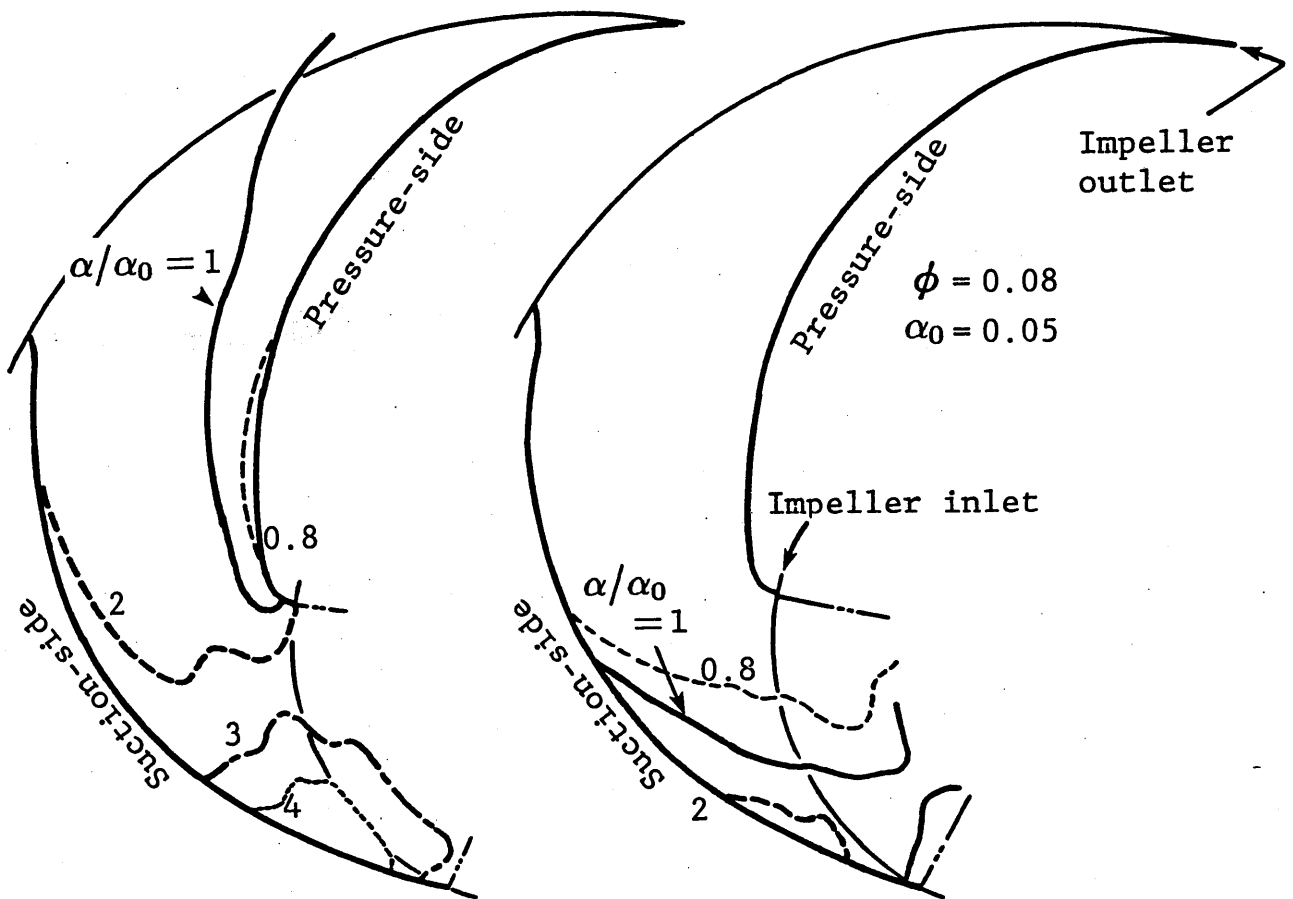 α/α₀ = 1
Pressure-side
0.8
2
Suction-side
3
4
Impeller
outlet
Pressure-side
ϕ = 0.08
α₀ = 0.05
Impeller inlet
α/α₀
= 1
0.8
Suction-side
2